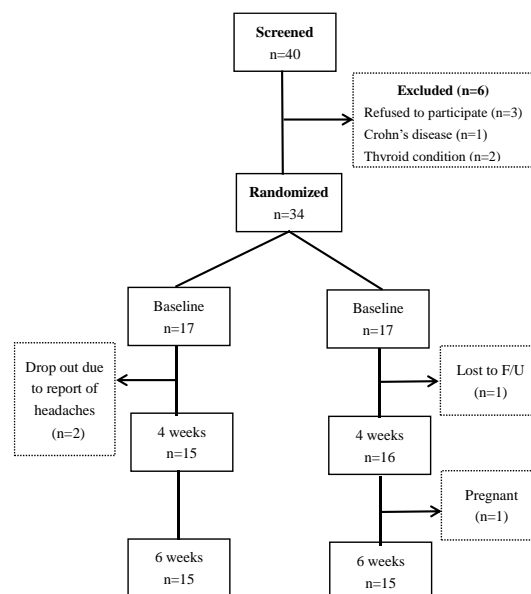 Screened
n=40
Excluded (n=6)
Refused to participate (n=3)
Crohn's disease (n=1)
Thyroid condition (n=2)
Randomized
n=34
Baseline
n=17
Baseline
n=17
Drop out due
to report of
headaches
(n=2)
Lost to F/U
(n=1)
4 weeks
n=15
4 weeks
n=16
Pregnant
(n=1)
6 weeks
n=15
6 weeks
n=15